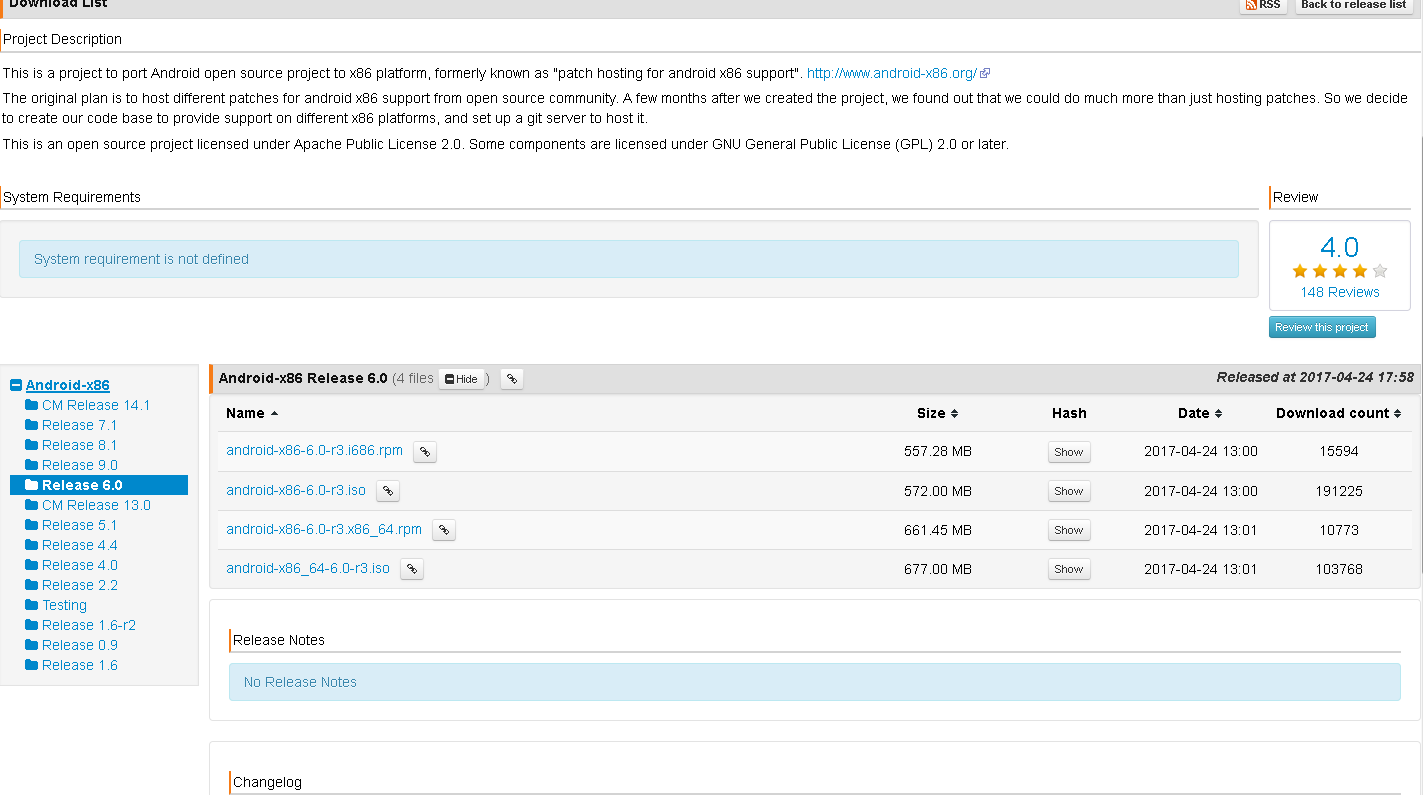 Download List
RSS
Back to release list
Project Description
This is a project to port Android open source project to x86 platform, formerly known as "patch hosting for android x86 support". http://www.android-x86.org/
The original plan is to host different patches for android x86 support from open source community. A few months after we created the project, we found out that we could do much more than just hosting patches. So we decide
to create our code base to provide support on different x86 platforms, and set up a git server to host it.
This is an open source project licensed under Apache Public License 2.0. Some components are licensed under GNU General Public License (GPL) 2.0 or later.
System Requirements
System requirement is not defined
Review
4.0
148 Reviews
Review this project
Android-x86
CM Release 14.1
Release 7.1
Release 8.1
Release 9.0
Release 6.0
CM Release 13.0
Release 5.1
Release 4.4
Release 4.0
Release 2.2
Testing
Release 1.6-r2
Release 0.9
Release 1.6
Android-x86 Release 6.0 (4 files Hide) Released at 2017-04-24 17:58
Name Size Hash Date Download count
android-x86-6.0-r3.i686.rpm 557.28 MB Show 2017-04-24 13:00 15594
android-x86-6.0-r3.iso 572.00 MB Show 2017-04-24 13:00 191225
android-x86-6.0-r3.x86_64.rpm 661.45 MB Show 2017-04-24 13:01 10773
android-x86_64-6.0-r3.iso 677.00 MB Show 2017-04-24 13:01 103768
Release Notes
No Release Notes
Changelog